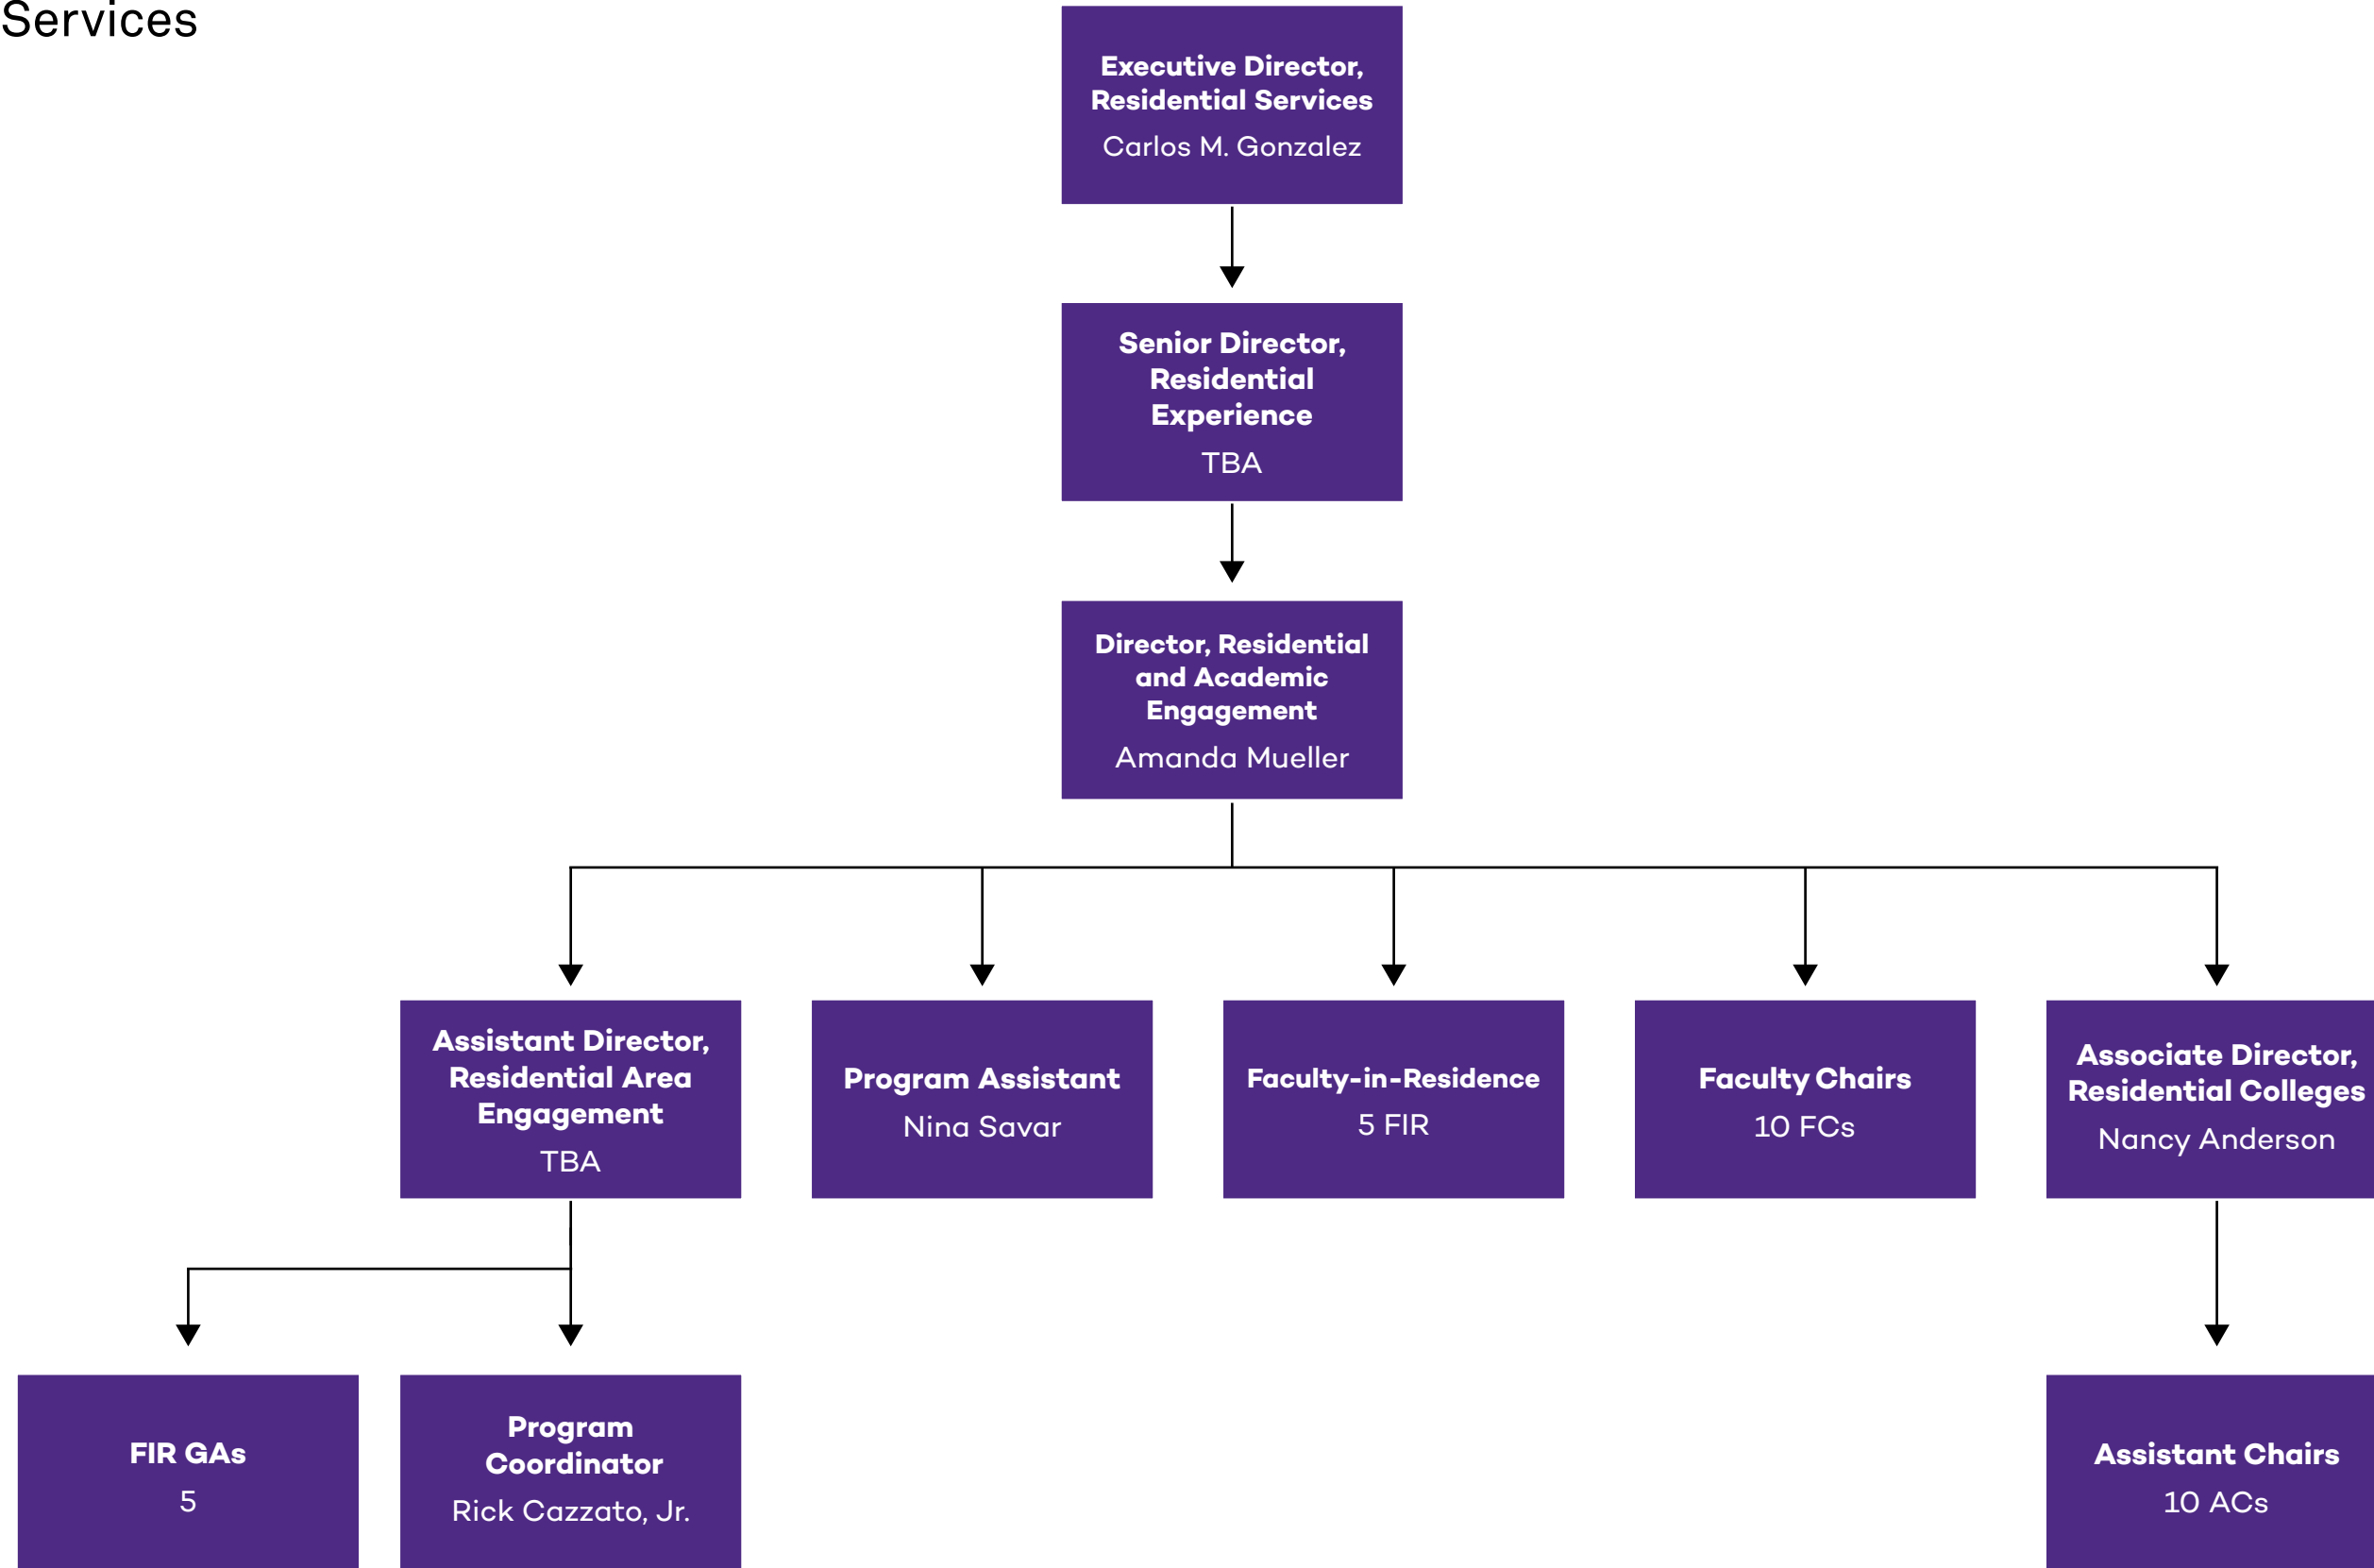 Services
Executive Director,
Residential Services
Carlos M. Gonzalez
Senior Director,
Residential
Experience
TBA
Director, Residential
and Academic
Engagement
Amanda Mueller
Assistant Director,
Residential Area
Engagement
TBA
Program Assistant
Nina Savar
Faculty-in-Residence
5 FIR
Faculty Chairs
10 FCs
Associate Director,
Residential Colleges
Nancy Anderson
FIR GAs
5
Program
Coordinator
Rick Cazzato, Jr.
Assistant Chairs
10 ACs